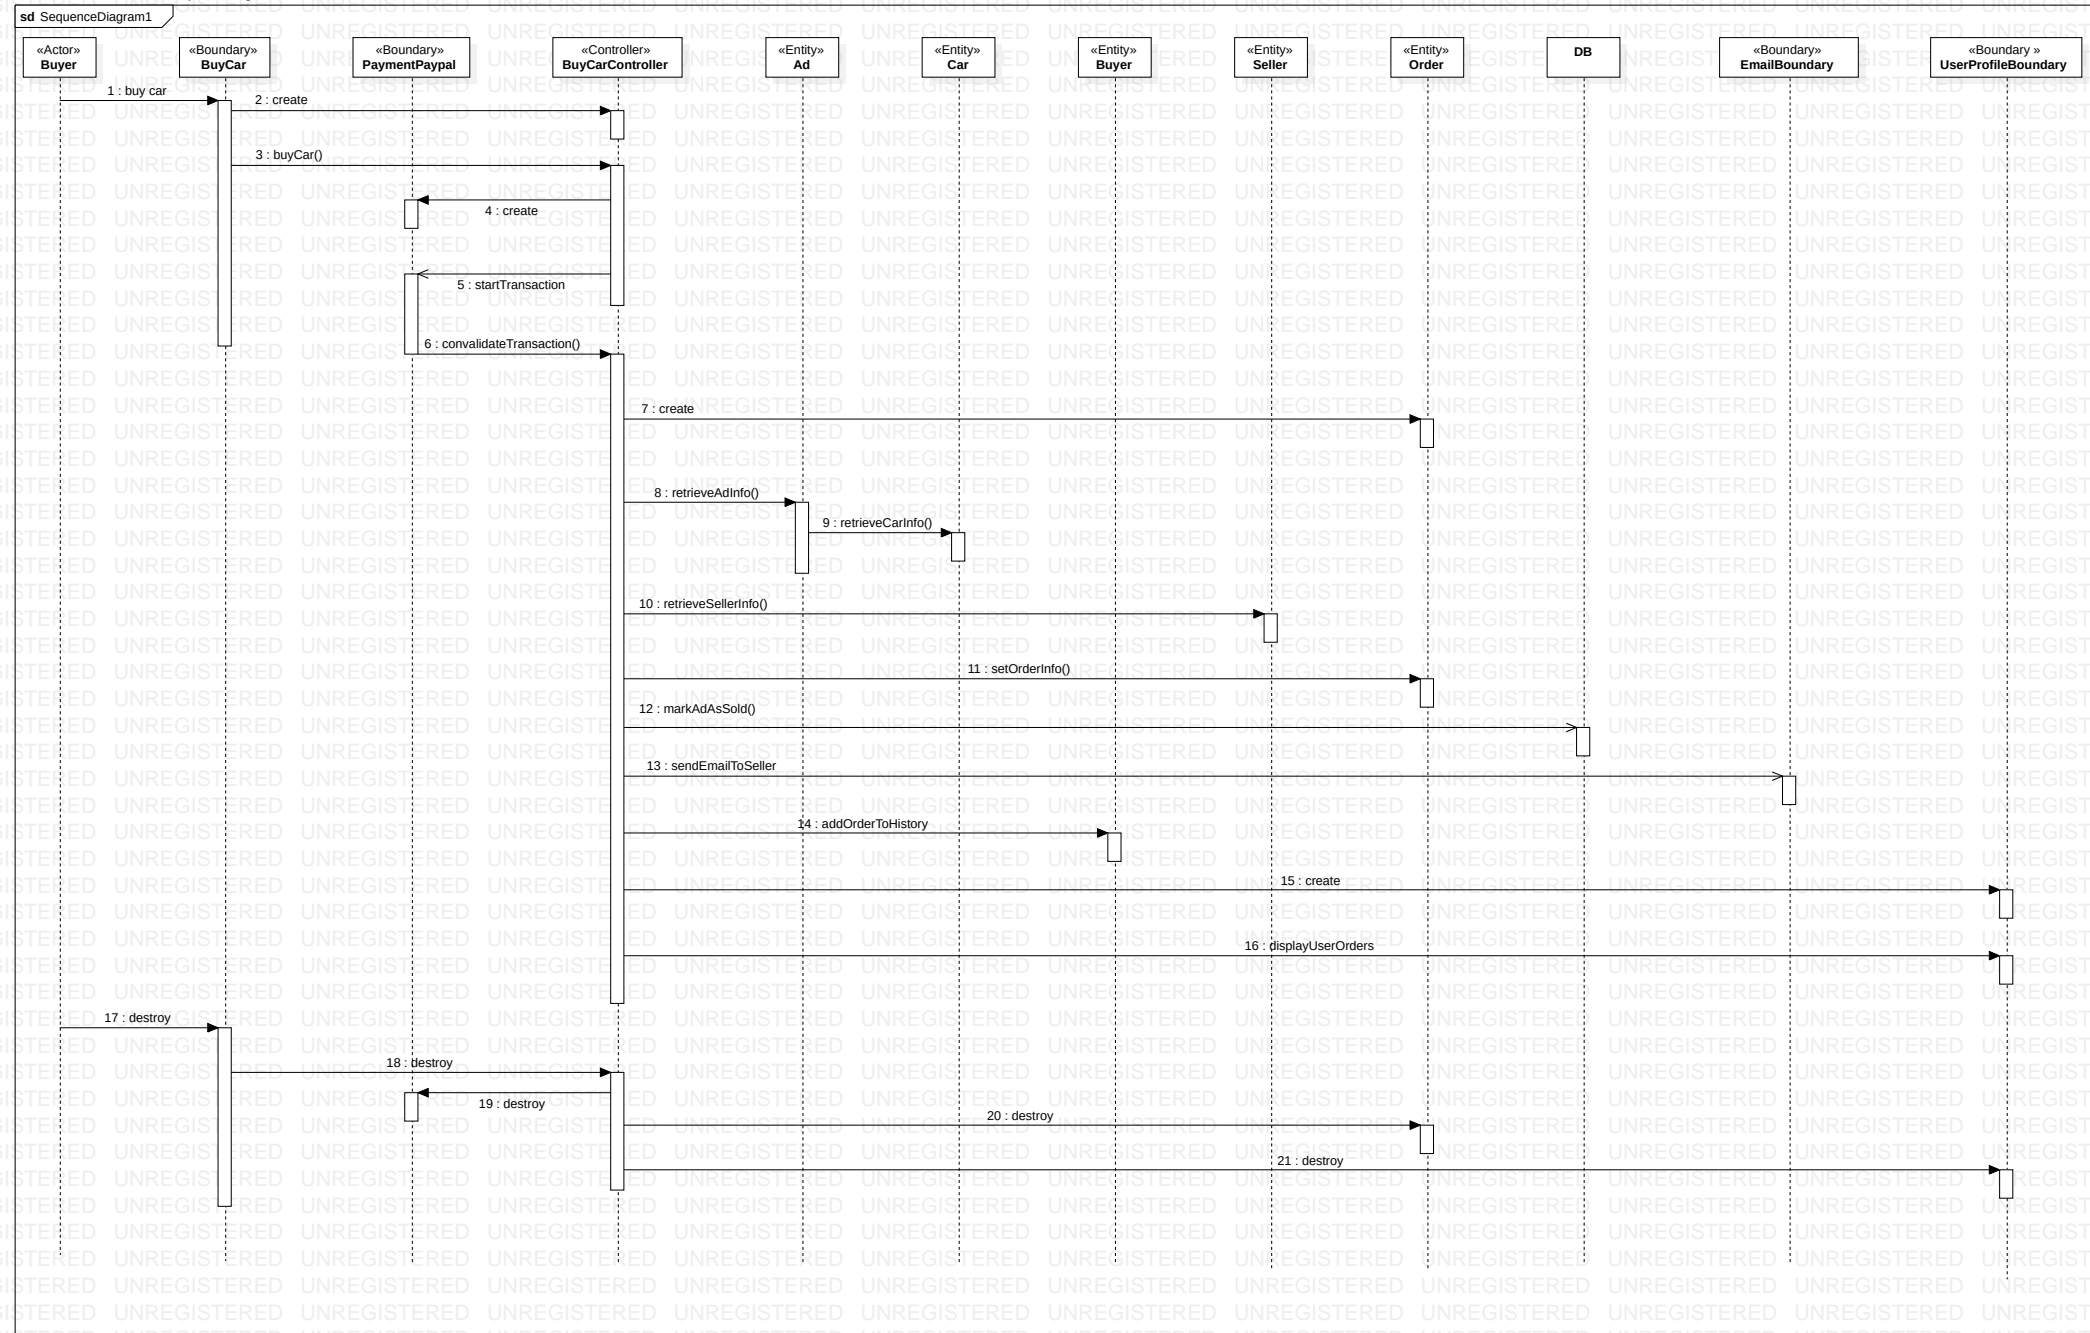 sd SequenceDiagram1
«Actor»
Buyer
«Boundary»
BuyCar
«Boundary»
PaymentPaypal
«Controller»
BuyCarController
«Entity»
Ad
«Entity»
Car
«Entity»
Buyer
«Entity»
Seller
«Entity»
Order
DB
«Boundary»
EmailBoundary
«Boundary »
UserProfileBoundary
1 : buy car
2 : create
3 : buyCar()
4 : create
5 : startTransaction
6 : convalidateTransaction()
7 : create
8 : retrieveAdInfo()
9 : retrieveCarInfo()
10 : retrieveSellerInfo()
11 : setOrderInfo()
12 : markAdAsSold()
13 : sendEmailToSeller
14 : addOrderToHistory
15 : create
16 : displayUserOrders
17 : destroy
18 : destroy
19 : destroy
20 : destroy
21 : destroy
UNREGISTERED